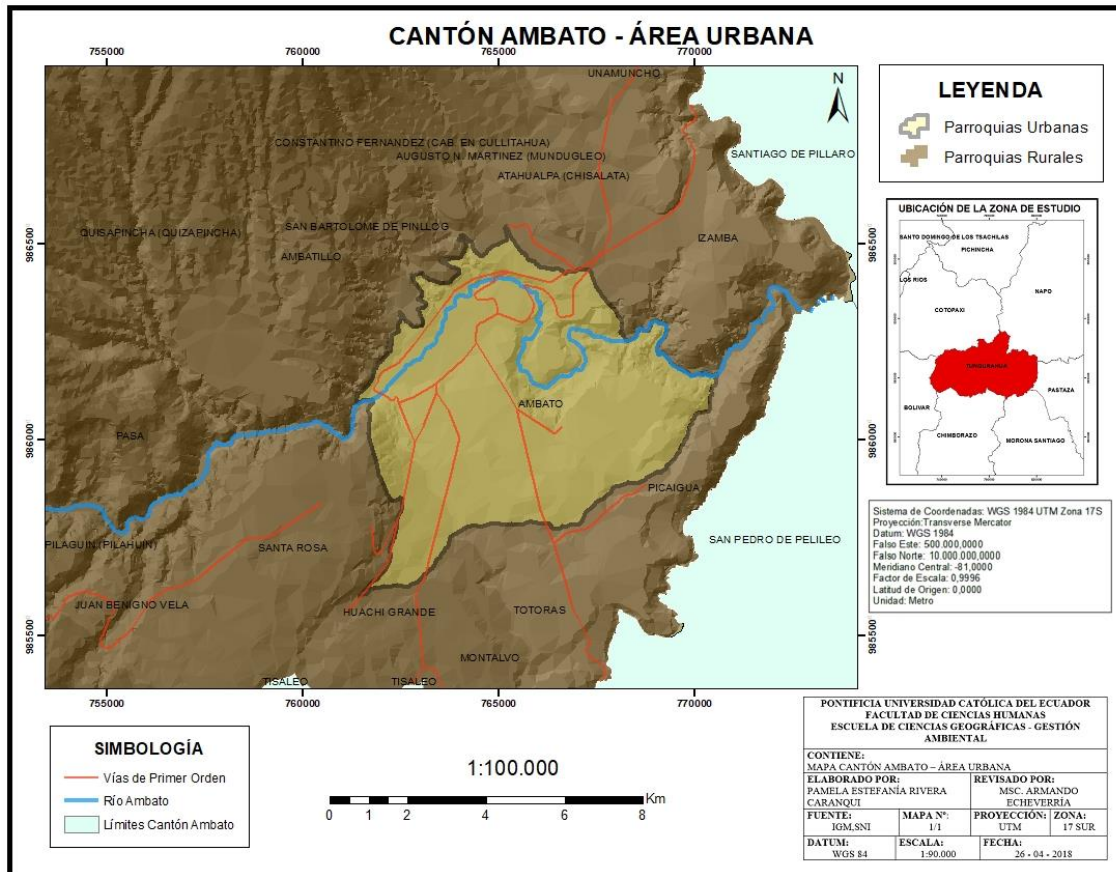 CANTÓN AMBATO - ÁREA URBANA
755000 760000 765000 770000
N
UNAMUNCHO
CONSTANTINO FERNANDEZ (CAB. EN CULLITAHUA)
AUGUSTO N. MARTINEZ (MUNDUGLEO)
SANTIAGO DE PILLARO
ATAHUALPA (CHISALATA)
QUISAPINCHA (QUIZAPINCHA)
SAN BARTOLOME DE PINLLOG
IZAMBA
AMBATILLO
AMBATO
PASA
PICAIGUA
PILAGUIN (PILAHUIN)
SANTA ROSA
SAN PEDRO DE PELILEO
JUAN BENIGNO VELA
HUACHI GRANDE
TOTORAS
MONTALVO
TISALEO
TISALEO
986500
986500
986000
986000
985500
985500
755000 760000 765000 770000
LEYENDA
Parroquias Urbanas
Parroquias Rurales
UBICACIÓN DE LA ZONA DE ESTUDIO
SANTO DOMINGO DE LOS TSACHILAS
PICHINCHA
LOS RIOS
NAPO
COTOPAXI
TUNGURAHUA
PASTAZA
BOLIVAR
CHIMBORAZO
MORONA SANTIAGO
Sistema de Coordenadas: WGS 1984 UTM Zona 17S
Proyección:Transverse Mercator
Datum: WGS 1984
Falso Este: 500.000,0000
Falso Norte: 10.000.000,0000
Meridiano Central: -81,0000
Factor de Escala: 0,9996
Latitud de Origen: 0,0000
Unidad: Metro
SIMBOLOGÍA
Vías de Primer Orden
Río Ambato
Límites Cantón Ambato
1:100.000
Km
0 1 2 4 6 8
PONTIFICIA UNIVERSIDAD CATÓLICA DEL ECUADOR
FACULTAD DE CIENCIAS HUMANAS
ESCUELA DE CIENCIAS GEOGRÁFICAS - GESTIÓN
AMBIENTAL
CONTIENE:
MAPA CANTÓN AMBATO – ÁREA URBANA
ELABORADO POR:
PAMELA ESTEFANÍA RIVERA
CARANQUI
REVISADO POR:
MSC. ARMANDO
ECHEVERRÍA
FUENTE:
IGM,SNI
MAPA Nº:
1/1
PROYECCIÓN:
UTM
ZONA:
17 SUR
DATUM:
WGS 84
ESCALA:
1:90.000
FECHA:
26 - 04 - 2018